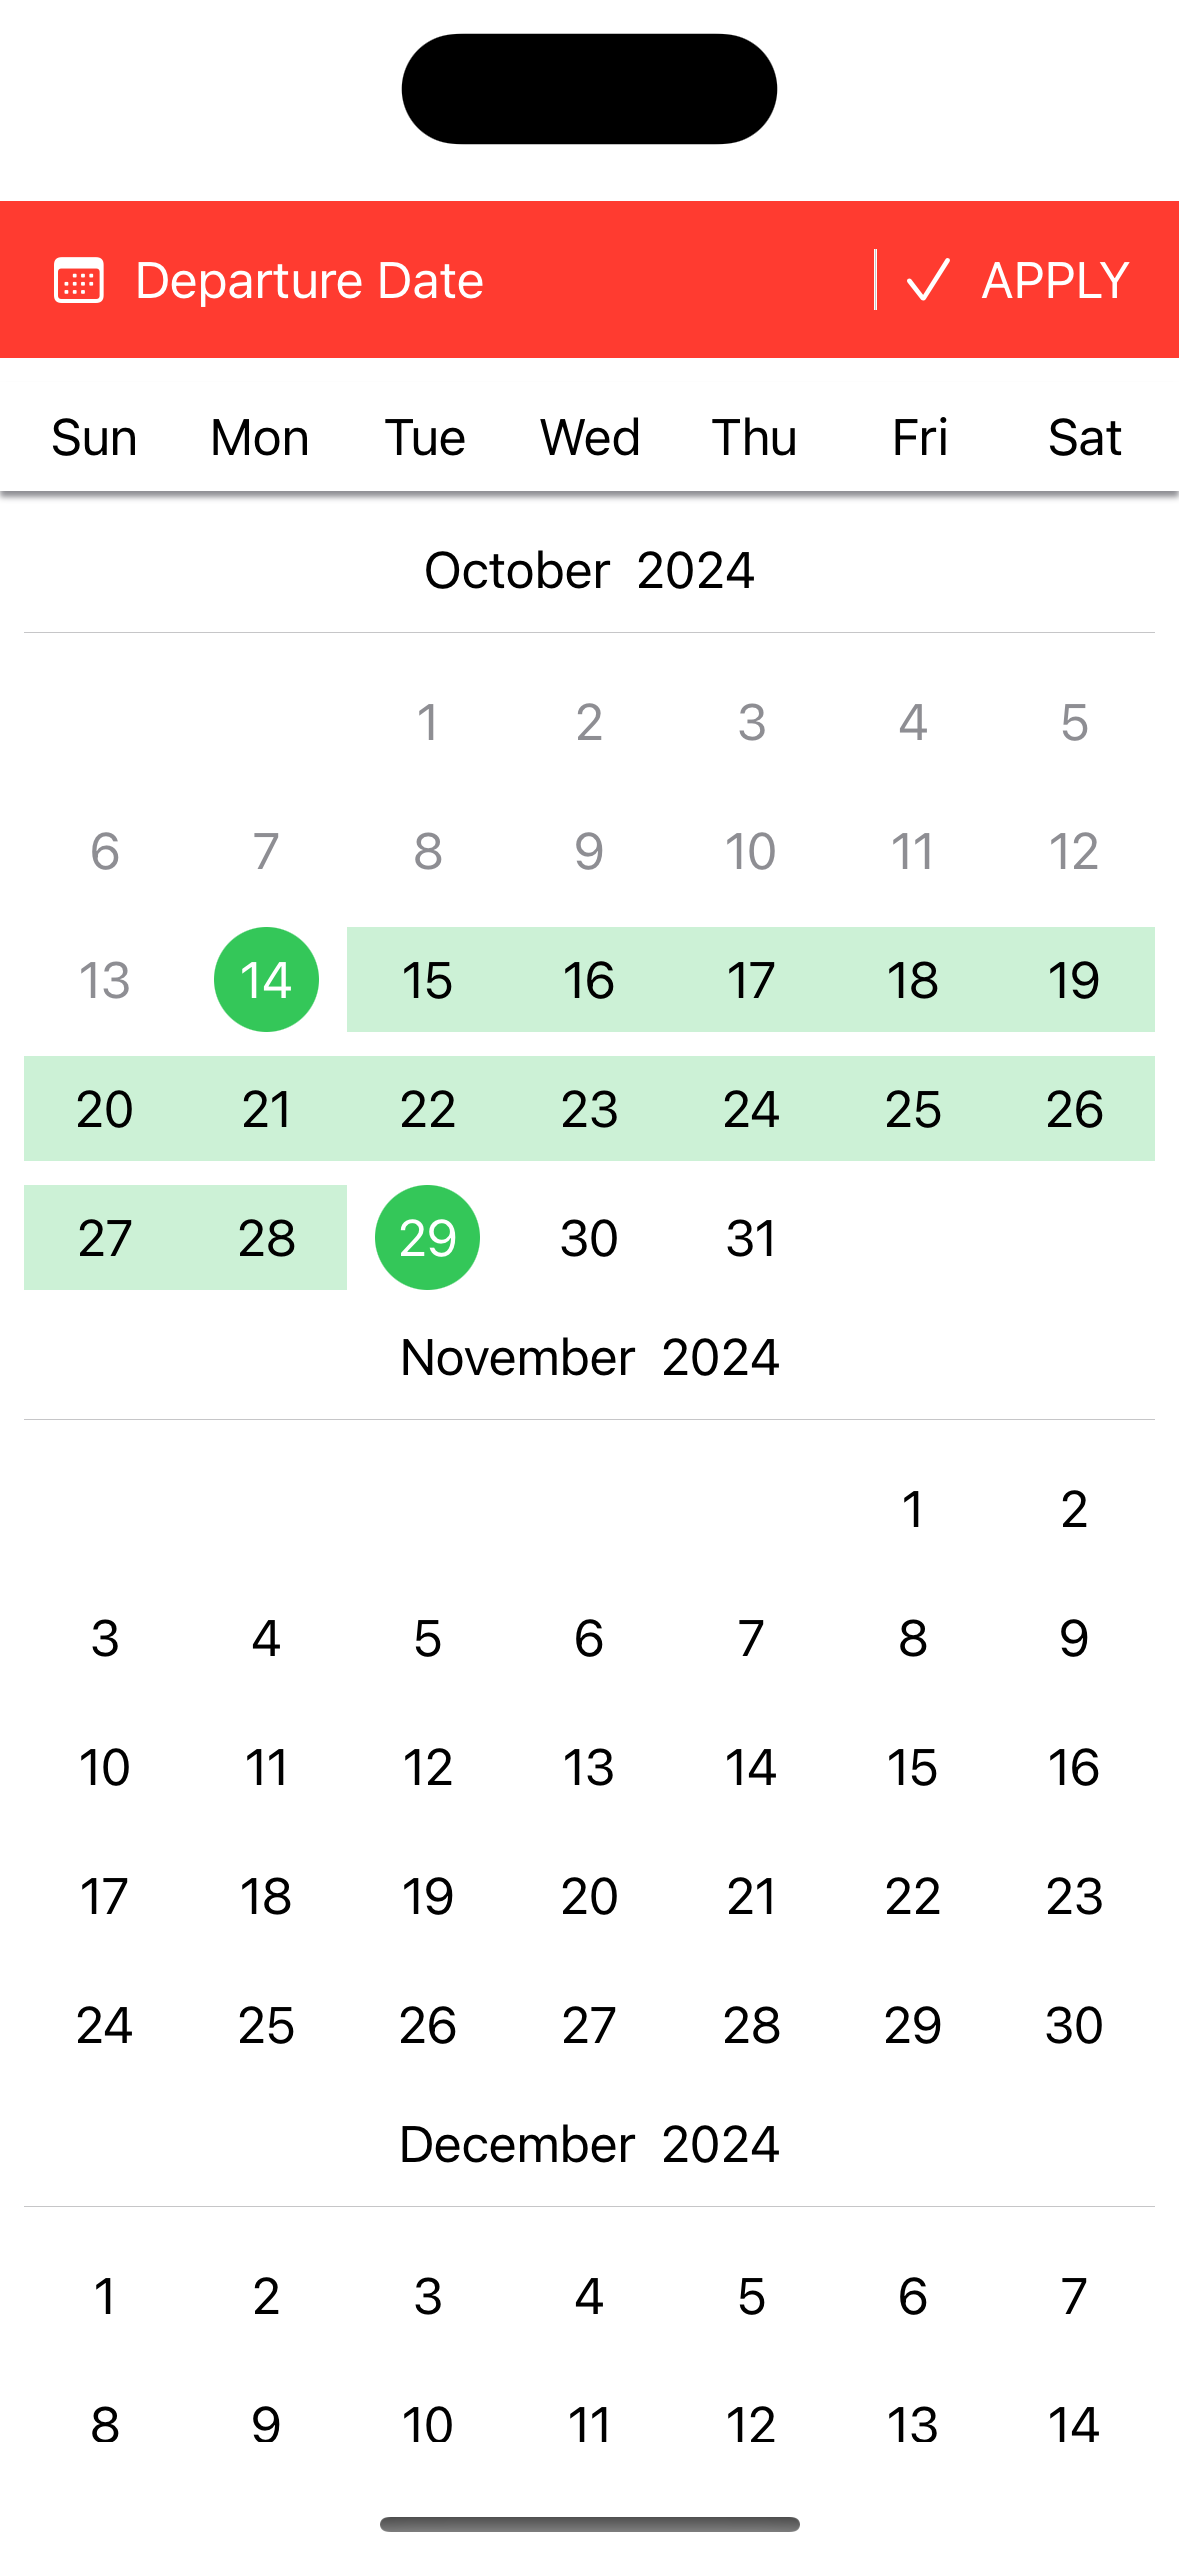 Departure Date APPLY
Sun Mon Tue Wed Thu Fri Sat
October 2024
1 2 3 4 5
6 7 8 9 10 11 12
13 14 15 16 17 18 19
20 21 22 23 24 25 26
27 28 29 30 31
November 2024
1 2
3 4 5 6 7 8 9
10 11 12 13 14 15 16
17 18 19 20 21 22 23
24 25 26 27 28 29 30
December 2024
1 2 3 4 5 6 7
8 9 10 11 12 13 14